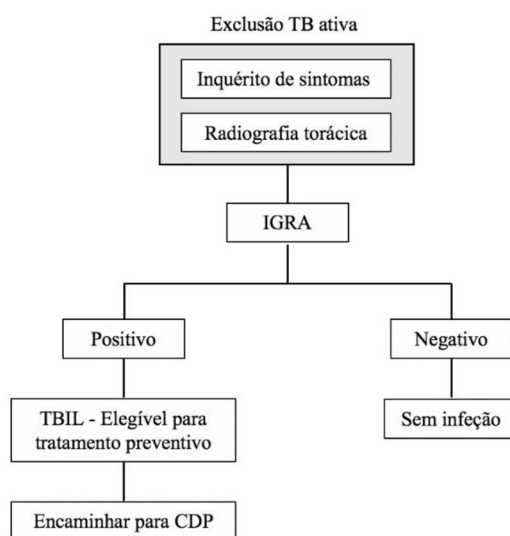 Exclusão TB ativa
Inquérito de sintomas
Radiografia torácica
IGRA
Positivo
Negativo
TBIL - Elegível para
tratamento preventivo
Sem infeção
Encaminhar para CDP